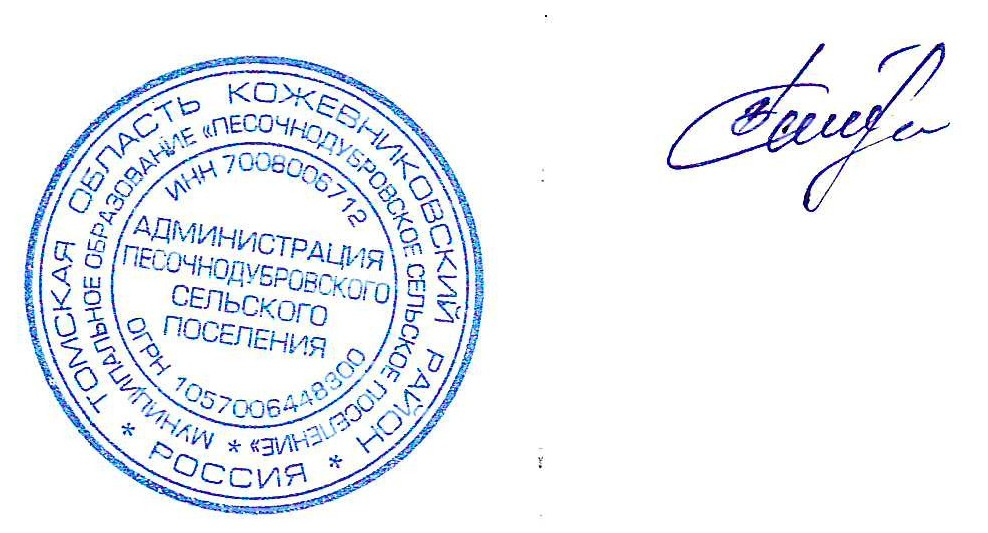 * РОССИЯ * ТОМСКАЯ ОБЛАСТЬ КОЖЕВНИКОВСКИЙ РАЙОН
* МУНИЦИПАЛЬНОЕ ОБРАЗОВАНИЕ «ПЕСОЧНОДУБРОВСКОЕ СЕЛЬСКОЕ ПОСЕЛЕНИЕ»
ИНН 7008006712
АДМИНИСТРАЦИЯ
ПЕСОЧНОДУБРОВСКОГО
СЕЛЬСКОГО
ПОСЕЛЕНИЯ
ОГРН 1057006448300